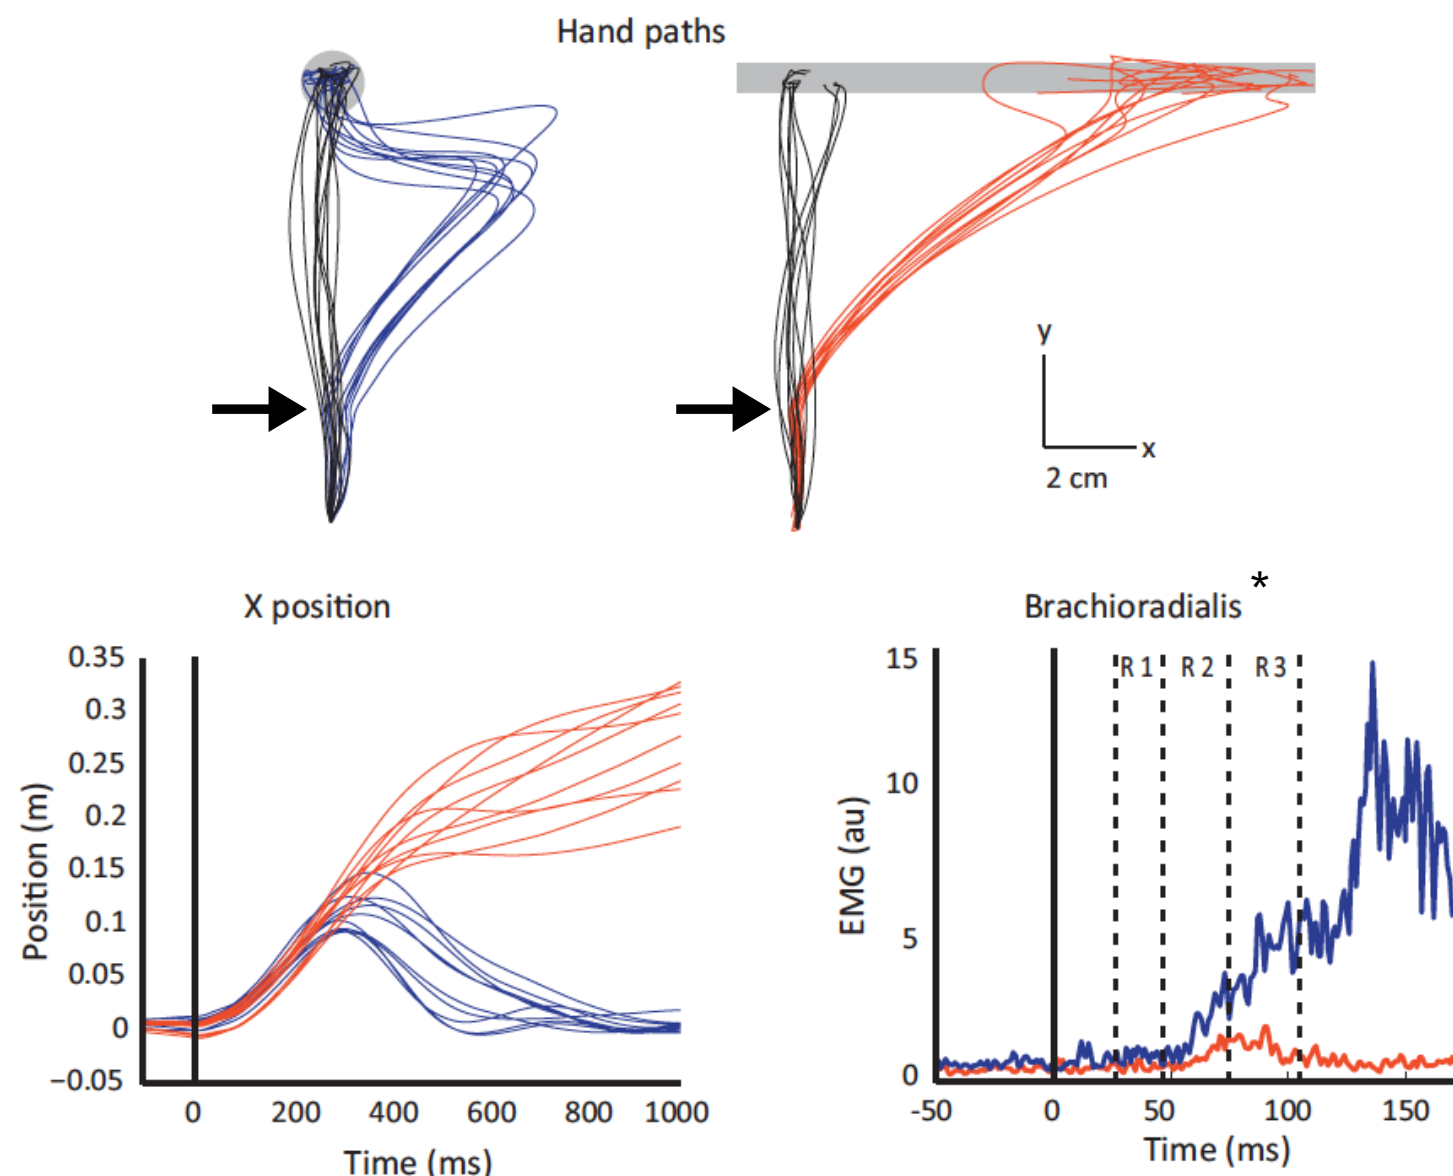 Hand paths
y
x
2 cm
X position
0.35
0.3
0.25
0.2
0.15
0.1
0.05
0
−0.05
Position (m)
0 200 400 600 800 1000
Time (ms)
Brachioradialis *
15
10
5
0
EMG (au)
R 1 R 2 R 3
-50 0 50 100 150
Time (ms)